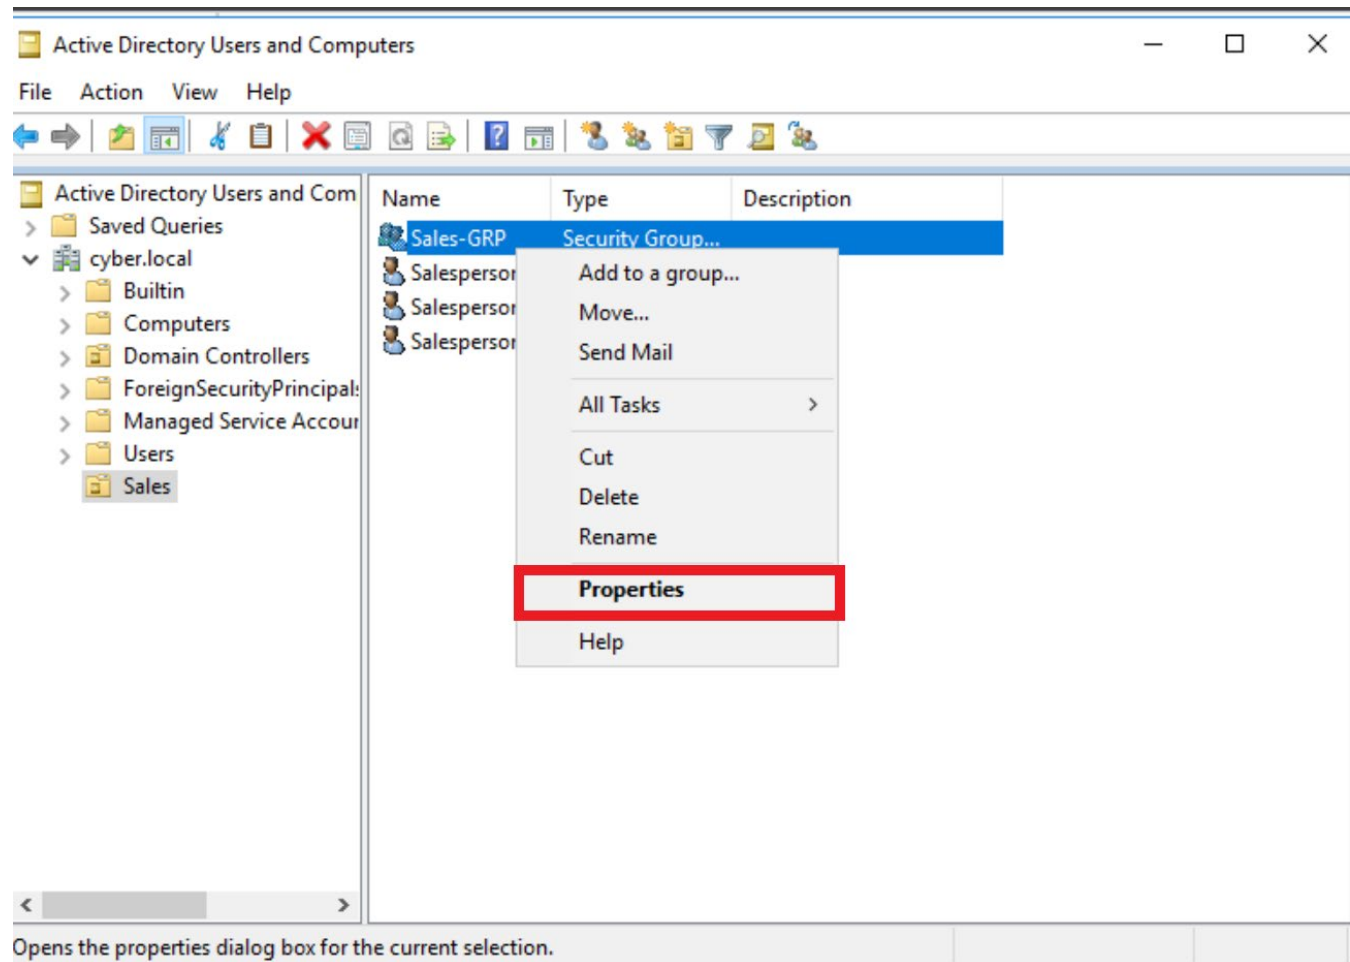 Active Directory Users and Computers
File Action View Help
Active Directory Users and Com
Saved Queries
cyber.local
Builtin
Computers
Domain Controllers
ForeignSecurityPrincipal
Managed Service Accour
Users
Sales
Name Type Description
Sales-GRP Security Group...
Salesperson
Salesperson
Salesperson
Add to a group...
Move...
Send Mail
All Tasks
Cut
Delete
Rename
Properties
Help
Opens the properties dialog box for the current selection.